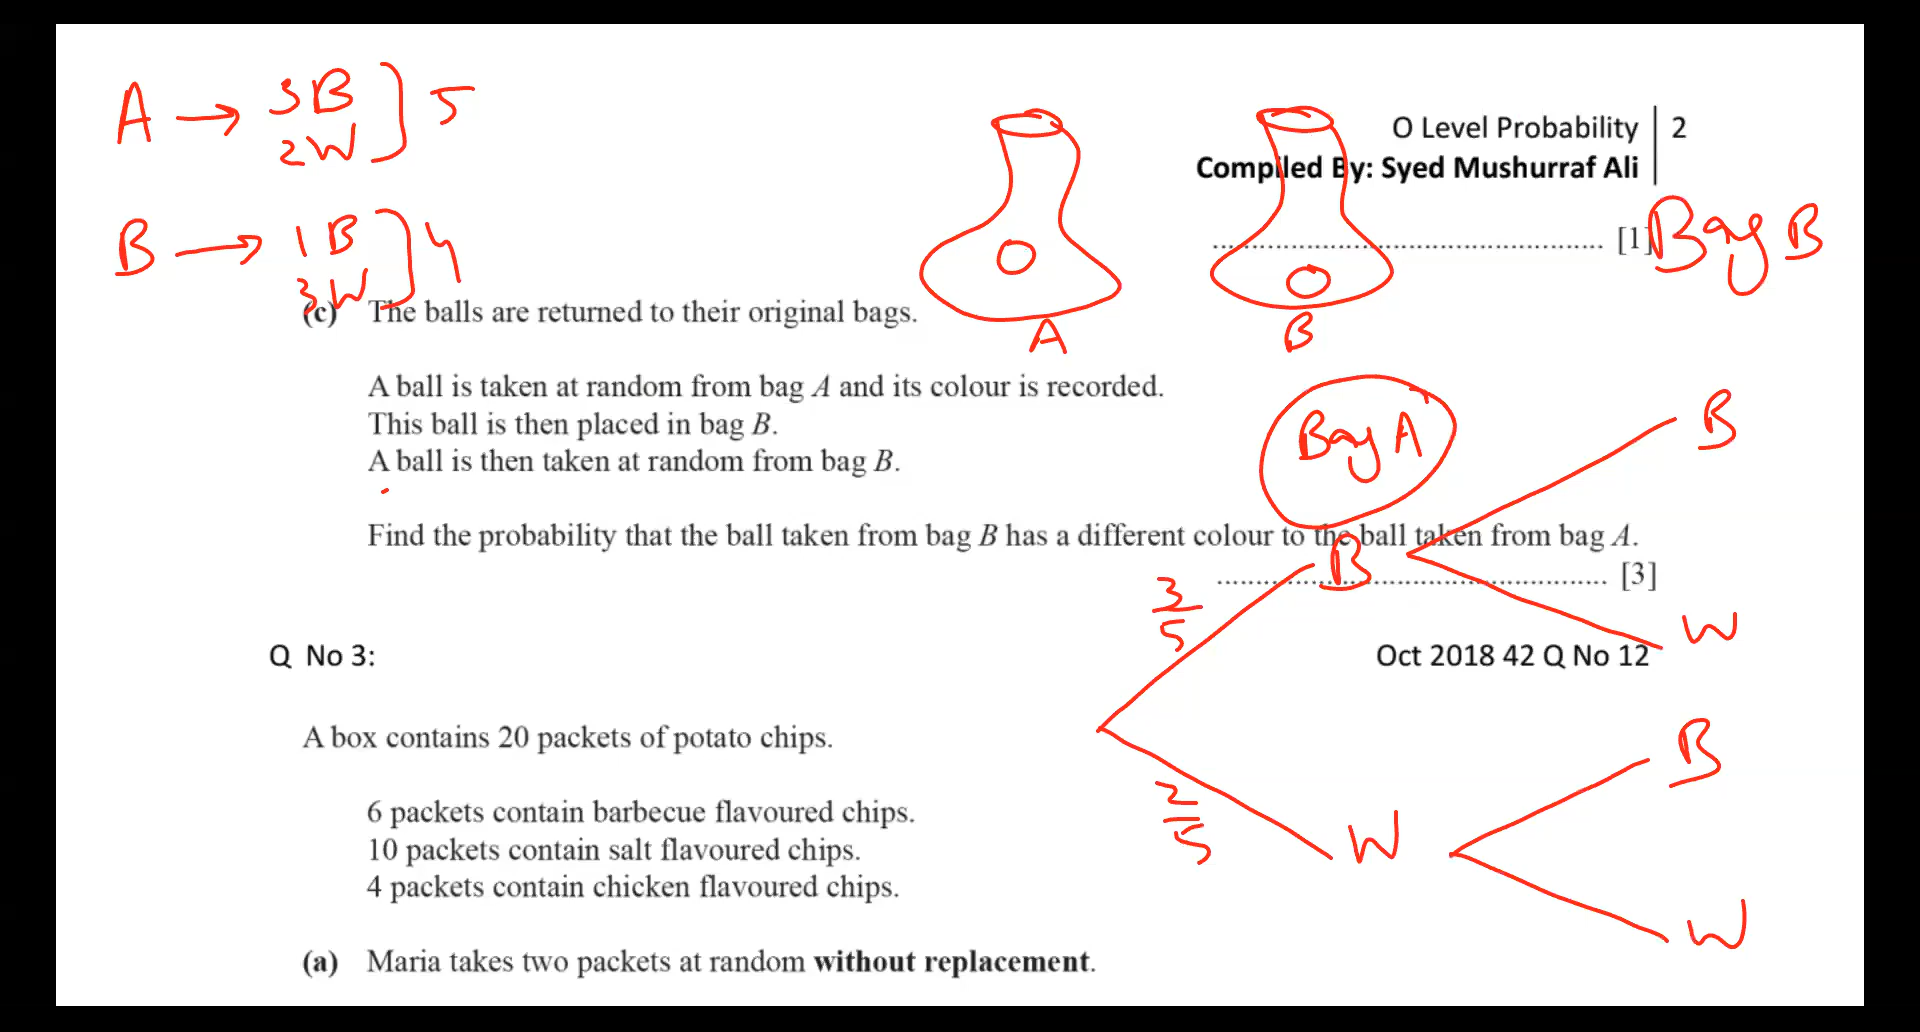 A → 3B ] 5
2W
B → 1B ] 4
3W
O Level Probability | 2
Compiled By: Syed Mushurraf Ali
[1]
Bag B
A
B
(c) The balls are returned to their original bags.
A ball is taken at random from bag A and its colour is recorded.
This ball is then placed in bag B.
A ball is then taken at random from bag B.
Bag A
B
Find the probability that the ball taken from bag B has a different colour to the ball taken from bag A.
[3]
3/5
B
W
Q No 3:
Oct 2018 42 Q No 12
A box contains 20 packets of potato chips.
B
6 packets contain barbecue flavoured chips.
10 packets contain salt flavoured chips.
4 packets contain chicken flavoured chips.
2/5
W
W
(a) Maria takes two packets at random without replacement.